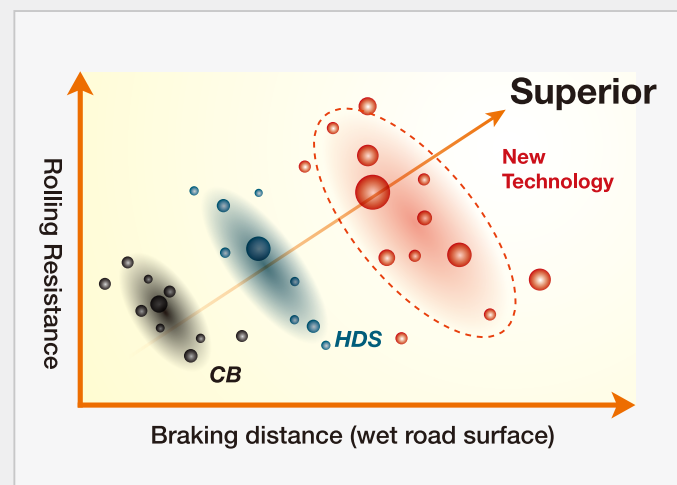 Superior
New
Technology
Rolling Resistance
HDS
CB
Braking distance (wet road surface)